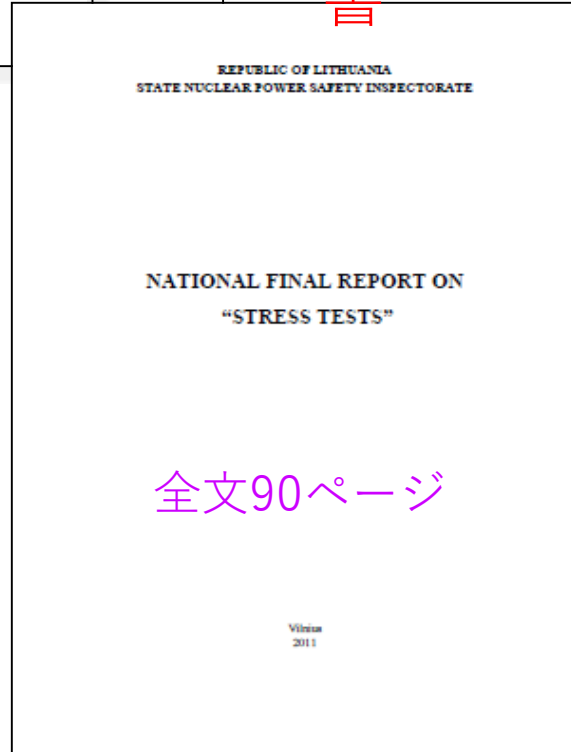 REPUBLIC OF LITHUANIA
STATE NUCLEAR POWER SAFETY INSPECTORATE
NATIONAL FINAL REPORT ON
“STRESS TESTS”
全文90ページ
Vilnius
2011